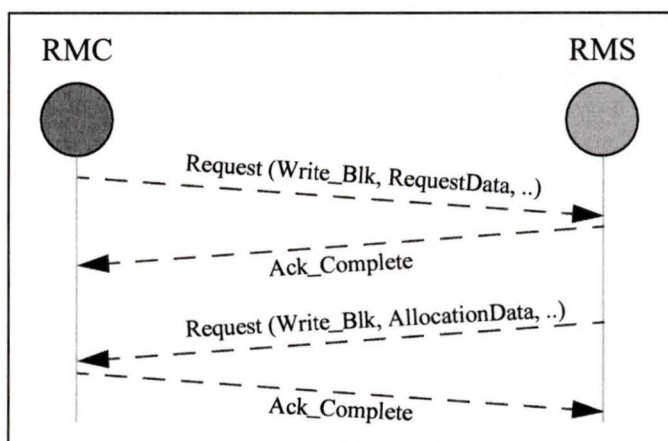 RMC RMS
Request (Write_Blk, RequestData, ..)
Ack_Complete
Request (Write_Blk, AllocationData, ..)
Ack_Complete